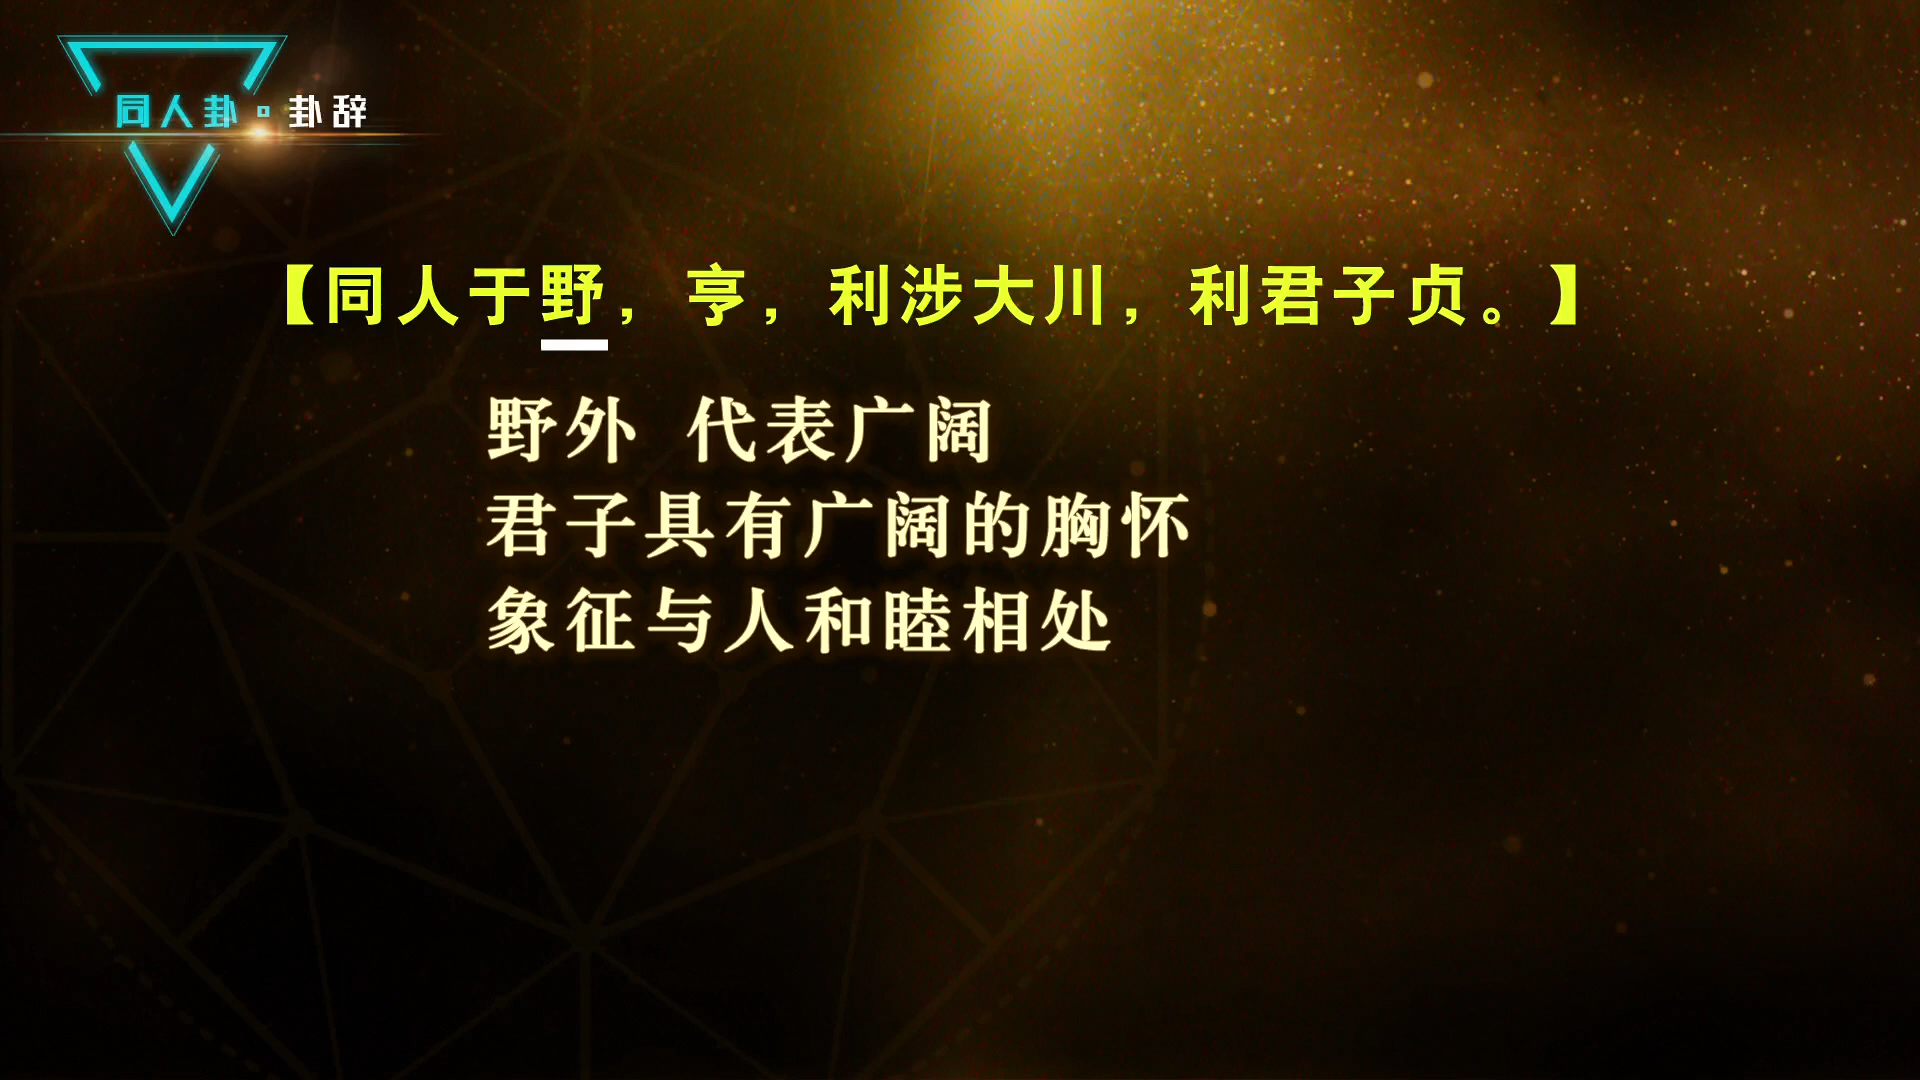 同人卦·卦辞
【同人于野，亨，利涉大川，利君子贞。】
野外 代表广阔
君子具有广阔的胸怀
象征与人和睦相处